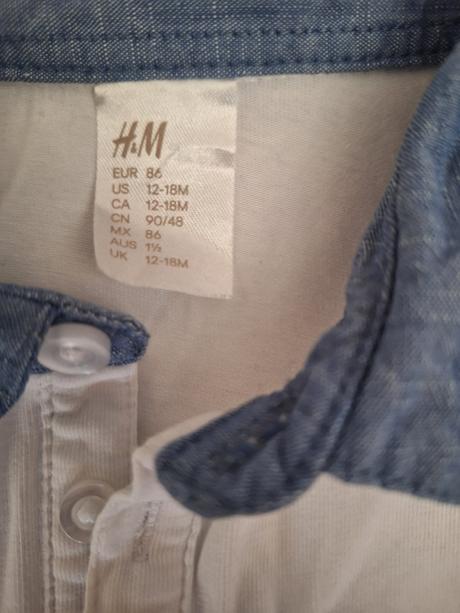 H&M
EUR 86
US 12-18M
CA 12-18M
CN 90/48
MX 86
AUS 1½
UK 12-18M